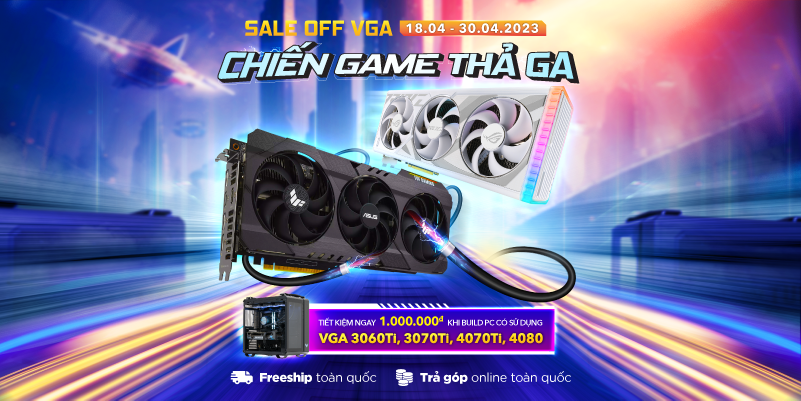 SALE OFF VGA 18.04 - 30.04.2023
CHIẾN GAME THẢ GA
ASUS
TIẾT KIỆM NGAY 1.000.000đ KHI BUILD PC CÓ SỬ DỤNG
VGA 3060Ti, 3070Ti, 4070Ti, 4080
Freeship toàn quốc Trả góp online toàn quốc